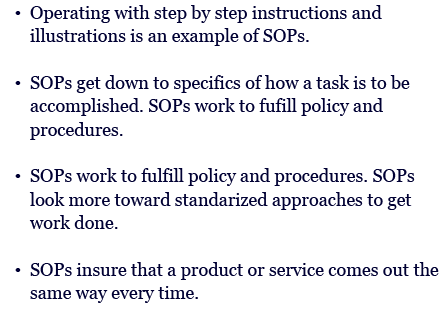 • Operating with step by step instructions and
illustrations is an example of SOPs.
• SOPs get down to specifics of how a task is to be
accomplished. SOPs work to fufill policy and
procedures.
• SOPs work to fulfill policy and procedures. SOPs
look more toward standarized approaches to get
work done.
• SOPs insure that a product or service comes out the
same way every time.